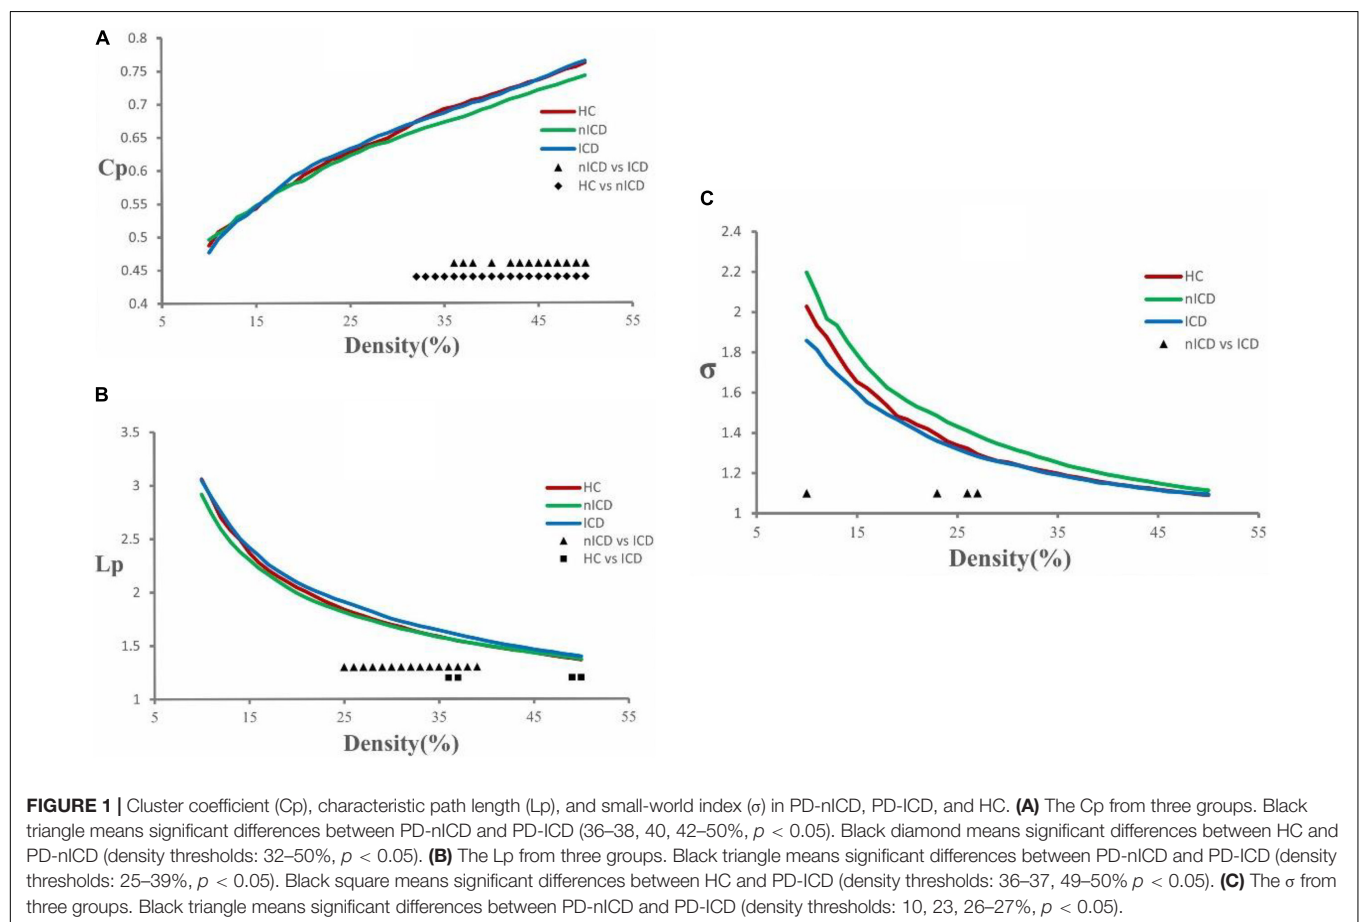 A
0.8
0.75
0.7
0.65
Cp
0.6
0.55
0.5
0.45
0.4
5
15
25
35
45
55
Density(%)
HC
nICD
ICD
nICD vs ICD
HC vs nICD
B
3.5
3
2.5
Lp
2
1.5
1
5
15
25
35
45
55
Density(%)
HC
nICD
ICD
nICD vs ICD
HC vs ICD
C
2.4
2.2
2
1.8
σ
1.6
1.4
1.2
1
5
15
25
35
45
55
Density(%)
HC
nICD
ICD
nICD vs ICD
FIGURE 1 | Cluster coefficient (Cp), characteristic path length (Lp), and small-world index (σ) in PD-nICD, PD-ICD, and HC. (A) The Cp from three groups. Black
triangle means significant differences between PD-nICD and PD-ICD (36–38, 40, 42–50%, p < 0.05). Black diamond means significant differences between HC and
PD-nICD (density thresholds: 32–50%, p < 0.05). (B) The Lp from three groups. Black triangle means significant differences between PD-nICD and PD-ICD (density
thresholds: 25–39%, p < 0.05). Black square means significant differences between HC and PD-ICD (density thresholds: 36–37, 49–50% p < 0.05). (C) The σ from
three groups. Black triangle means significant differences between PD-nICD and PD-ICD (density thresholds: 10, 23, 26–27%, p < 0.05).